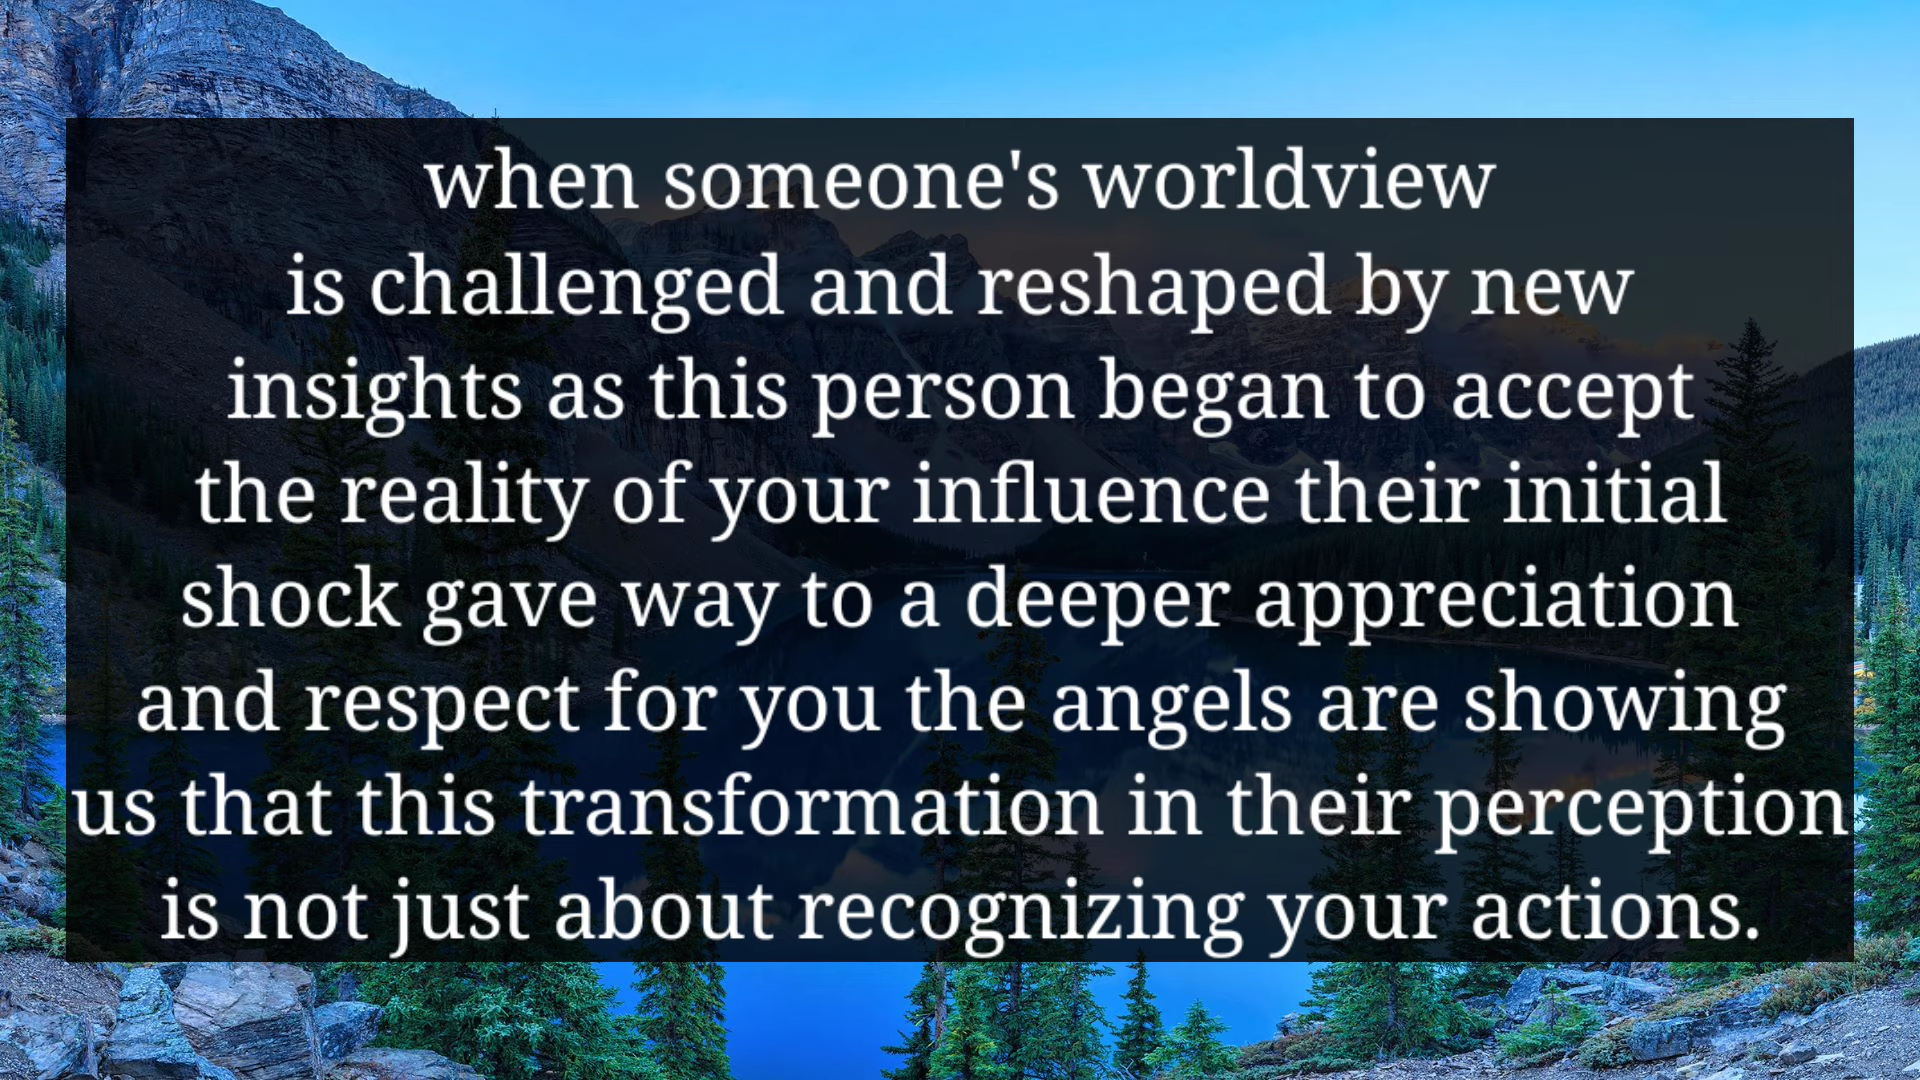 when someone's worldview
is challenged and reshaped by new
insights as this person began to accept
the reality of your influence their initial
shock gave way to a deeper appreciation
and respect for you the angels are showing
us that this transformation in their perception
is not just about recognizing your actions.